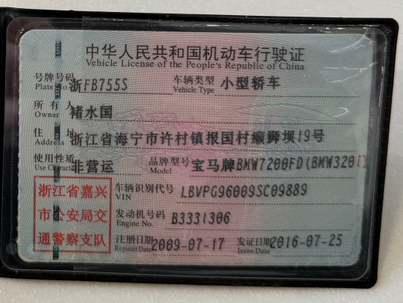 中华人民共和国机动车行驶证
Vehicle License of the People's Republic of China
号牌号码 浙FB755S 车辆类型 小型轿车
Plate No. Vehicle Type
所有人 褚水国
Owner
住址 浙江省海宁市许村镇报国村癞狮坝19号
Address
使用性质 非营运 品牌型号 宝马牌BMW7200FD(BMW320i
Use Character Model
浙江省嘉兴市公安局交通警察支队
车辆识别代号 LBVPG96009SC09889
VIN
发动机号码 B3331306
Engine No.
注册日期 2009-07-17 发证日期 2016-07-25
Register Date Issue Date